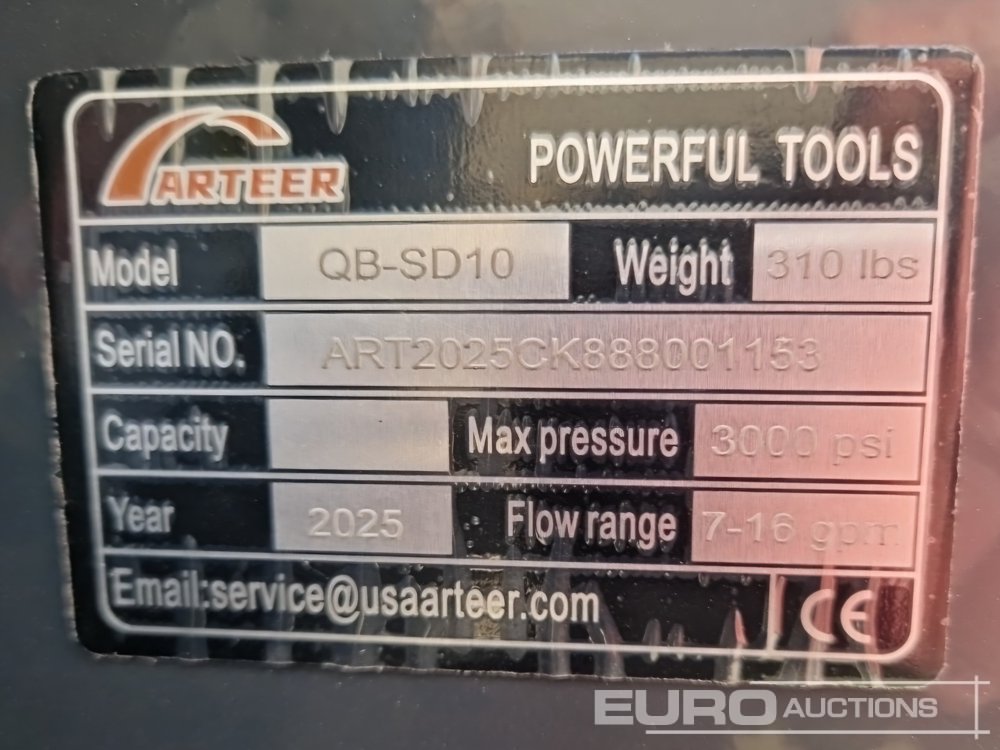 ARTEER POWERFUL TOOLS
Model QB-SD10 Weight 310 lbs
Serial NO. ART2025CK888001153
Capacity Max pressure 3000 psi
Year 2025 Flow range 7-16 gpm
Email:service@usaarteer.com CE
EURO AUCTIONS